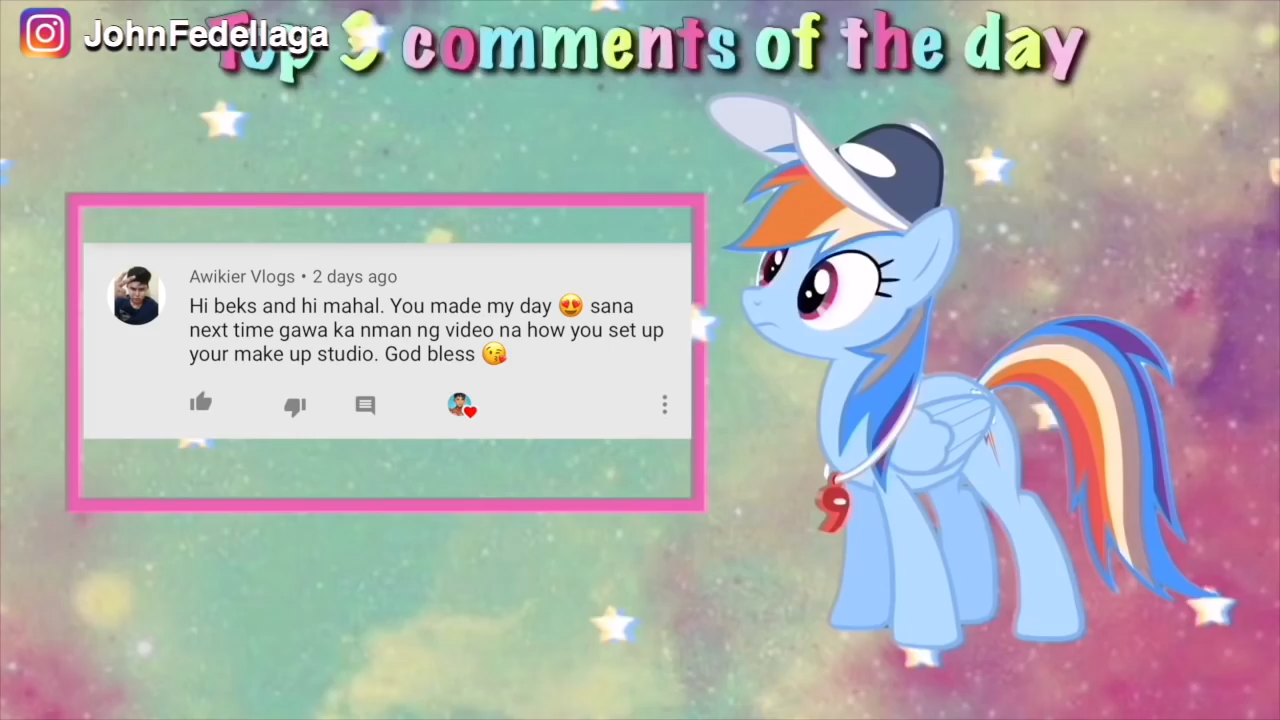 JohnFedellaga
Top 3 comments of the day
Awikier Vlogs • 2 days ago
Hi beks and hi mahal. You made my day 😍 sana
next time gawa ka nman ng video na how you set up
your make up studio. God bless 😘